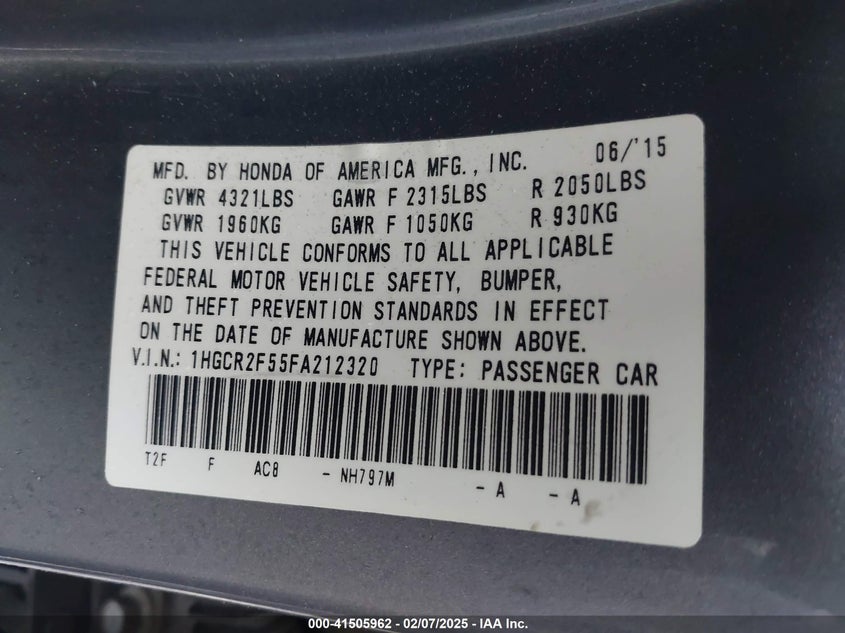 06/'15
MFD. BY HONDA OF AMERICA MFG., INC.
GVWR 4321LBS GAWR F 2315LBS R 2050LBS
GVWR 1960KG GAWR F 1050KG R 930KG
THIS VEHICLE CONFORMS TO ALL APPLICABLE
FEDERAL MOTOR VEHICLE SAFETY, BUMPER,
AND THEFT PREVENTION STANDARDS IN EFFECT
ON THE DATE OF MANUFACTURE SHOWN ABOVE.
V.I.N.: 1HGCR2F55FA212320 TYPE: PASSENGER CAR
T2F F AC8 - NH797M - A - A
000-41505962 - 02/07/2025 - IAA Inc.